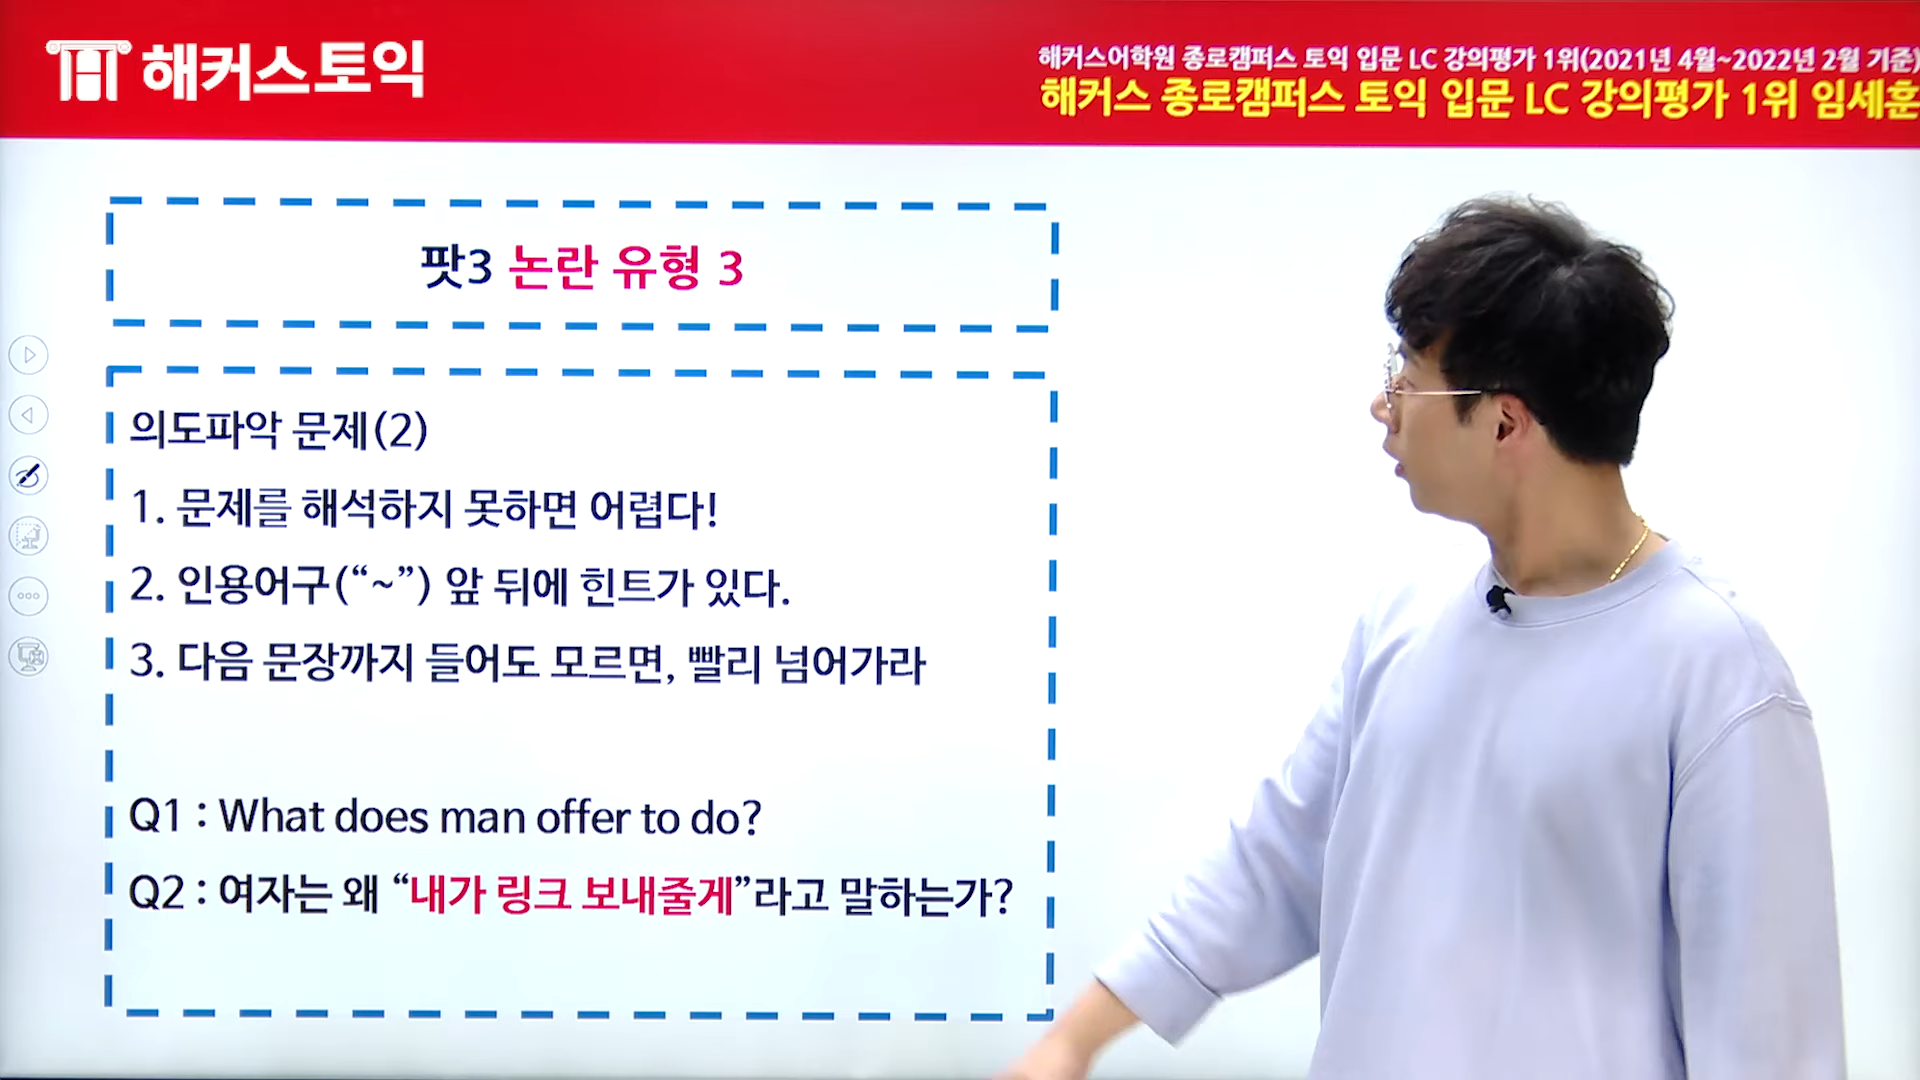 해커스토익
해커스어학원 종로캠퍼스 토익 입문 LC 강의평가 1위(2021년 4월~2022년 2월 기준)
해커스 종로캠퍼스 토익 입문 LC 강의평가 1위 임세훈
팟3 논란 유형 3
의도파악 문제(2)
1. 문제를 해석하지 못하면 어렵다!
2. 인용어구(“~”) 앞 뒤에 힌트가 있다.
3. 다음 문장까지 들어도 모르면, 빨리 넘어가라
Q1 : What does man offer to do?
Q2 : 여자는 왜 “내가 링크 보내줄게”라고 말하는가?